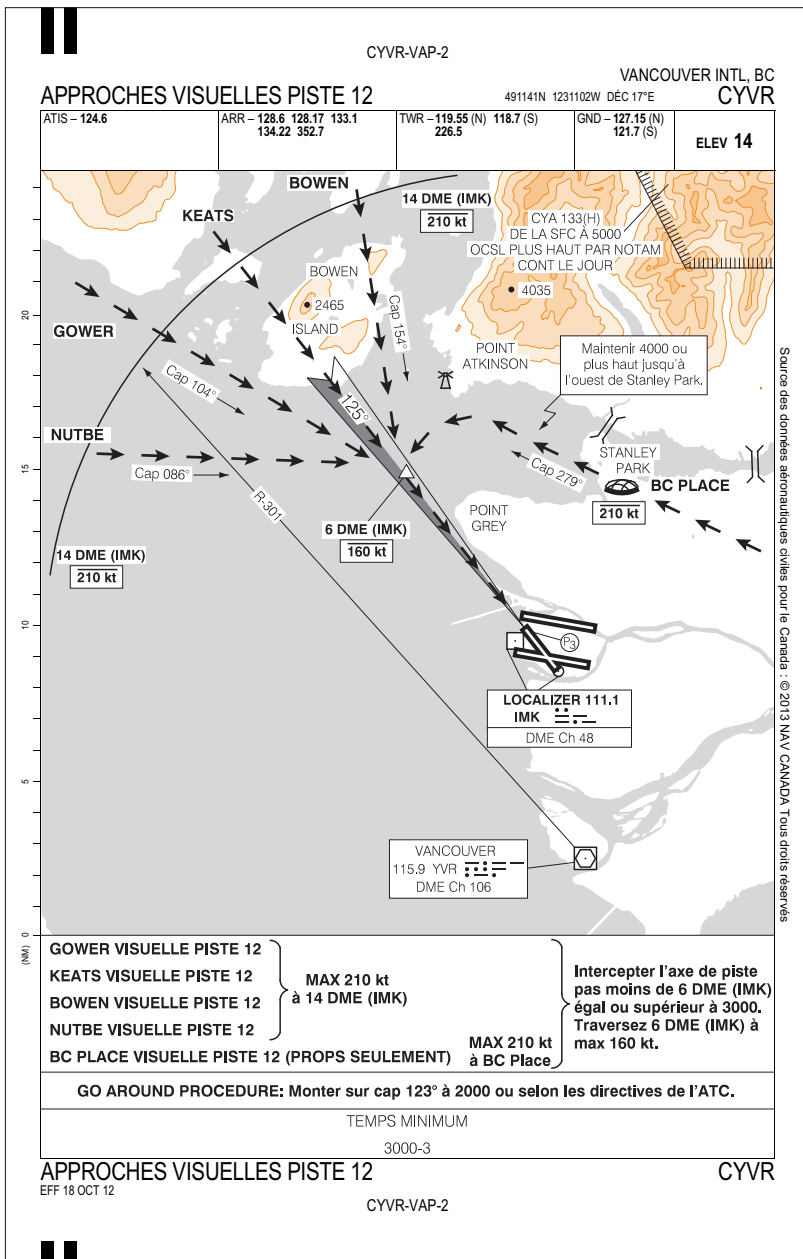 CYVR-VAP-2
VANCOUVER INTL, BC
APPROCHES VISUELLES PISTE 12
491141N 1231102W DÉC 17°E
CYVR
ATIS – 124.6
ARR – 128.6 128.17 133.1
134.22 352.7
TWR – 119.55 (N) 118.7 (S)
226.5
GND – 127.15 (N)
121.7 (S)
ELEV 14
BOWEN
14 DME (IMK)
210 kt
KEATS
CYA 133(H)
DE LA SFC À 5000
OCSL PLUS HAUT PAR NOTAM
CONT LE JOUR
BOWEN
2465
ISLAND
4035
20
GOWER
Cap 154°
POINT
ATKINSON
Maintenir 4000 ou
plus haut jusqu'à
l'ouest de Stanley Park.
Cap 104°
125°
NUTBE
STANLEY
PARK
15
Cap 086°
Cap 279°
BC PLACE
210 kt
R-301
6 DME (IMK)
160 kt
POINT
GREY
14 DME (IMK)
210 kt
10
P3
LOCALIZER 111.1
IMK
DME Ch 48
5
VANCOUVER
115.9 YVR
DME Ch 106
0
(NM)
Source des données aéronautiques civiles pour le Canada : © 2013 NAV CANADA Tous droits réservés
GOWER VISUELLE PISTE 12
KEATS VISUELLE PISTE 12
BOWEN VISUELLE PISTE 12
NUTBE VISUELLE PISTE 12
MAX 210 kt
à 14 DME (IMK)
BC PLACE VISUELLE PISTE 12 (PROPS SEULEMENT)
MAX 210 kt
à BC Place
Intercepter l'axe de piste
pas moins de 6 DME (IMK)
égal ou supérieur à 3000.
Traversez 6 DME (IMK) à
max 160 kt.
GO AROUND PROCEDURE: Monter sur cap 123° à 2000 ou selon les directives de l'ATC.
TEMPS MINIMUM
3000-3
APPROCHES VISUELLES PISTE 12
CYVR
EFF 18 OCT 12
CYVR-VAP-2